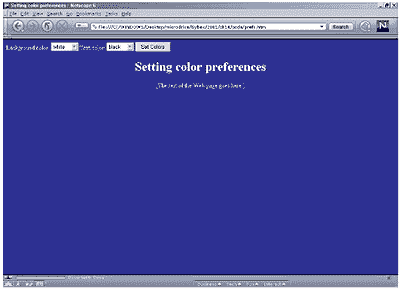 Setting color preferences - Netscape 6
File Edit View Search Go Bookmarks Tasks Help
Search
Background color: white Text color: black Set Colors
Setting color preferences
[The rest of the Web page goes here.]